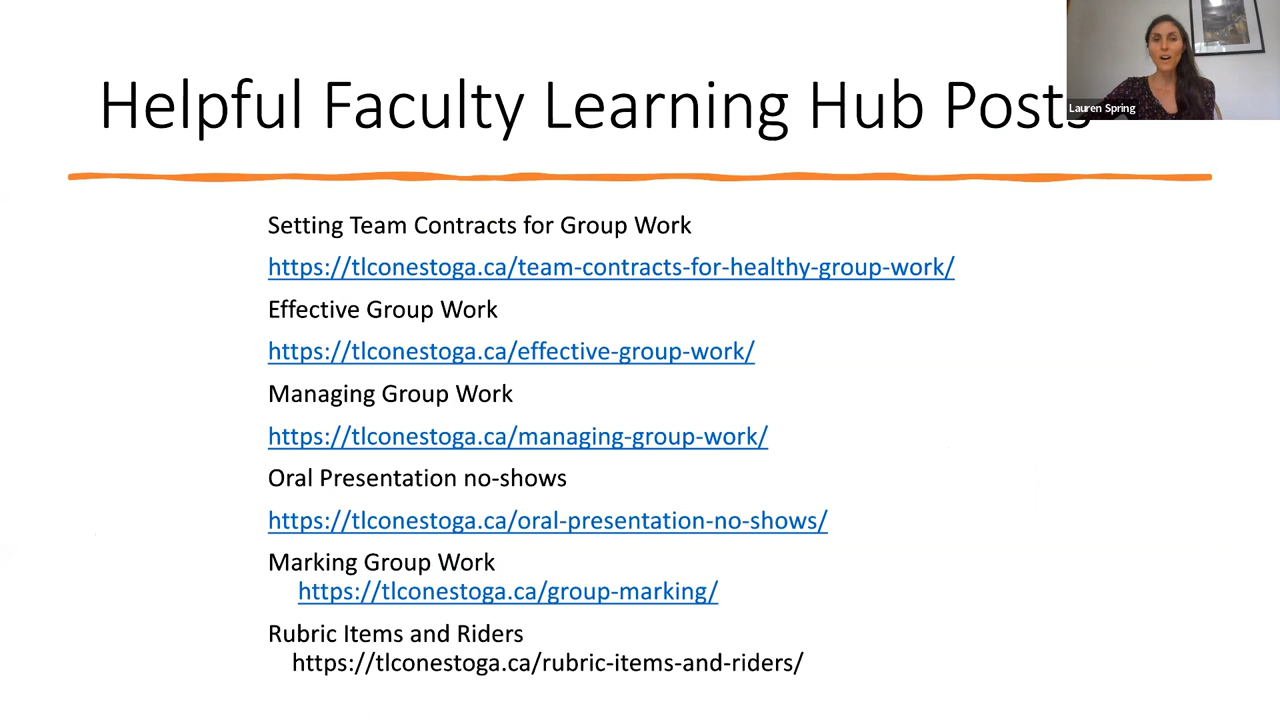 Helpful Faculty Learning Hub Posts
Lauren Spring
Setting Team Contracts for Group Work
https://tlconestoga.ca/team-contracts-for-healthy-group-work/
Effective Group Work
https://tlconestoga.ca/effective-group-work/
Managing Group Work
https://tlconestoga.ca/managing-group-work/
Oral Presentation no-shows
https://tlconestoga.ca/oral-presentation-no-shows/
Marking Group Work
https://tlconestoga.ca/group-marking/
Rubric Items and Riders
https://tlconestoga.ca/rubric-items-and-riders/